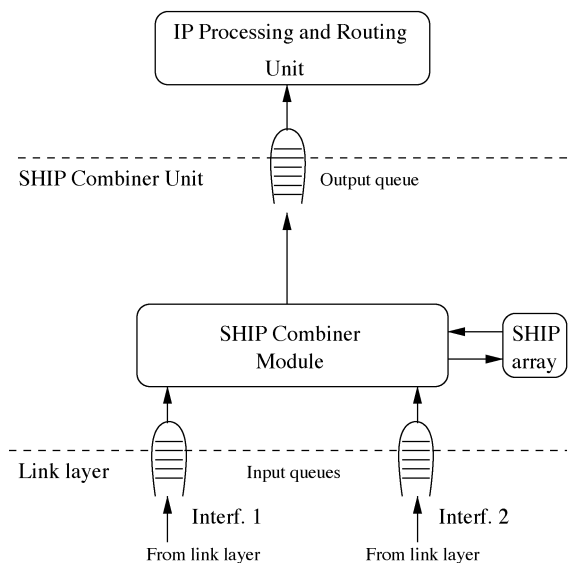 IP Processing and Routing
Unit
SHIP Combiner Unit
Output queue
SHIP Combiner
Module
SHIP
array
Link layer
Input queues
Interf. 1
Interf. 2
From link layer
From link layer